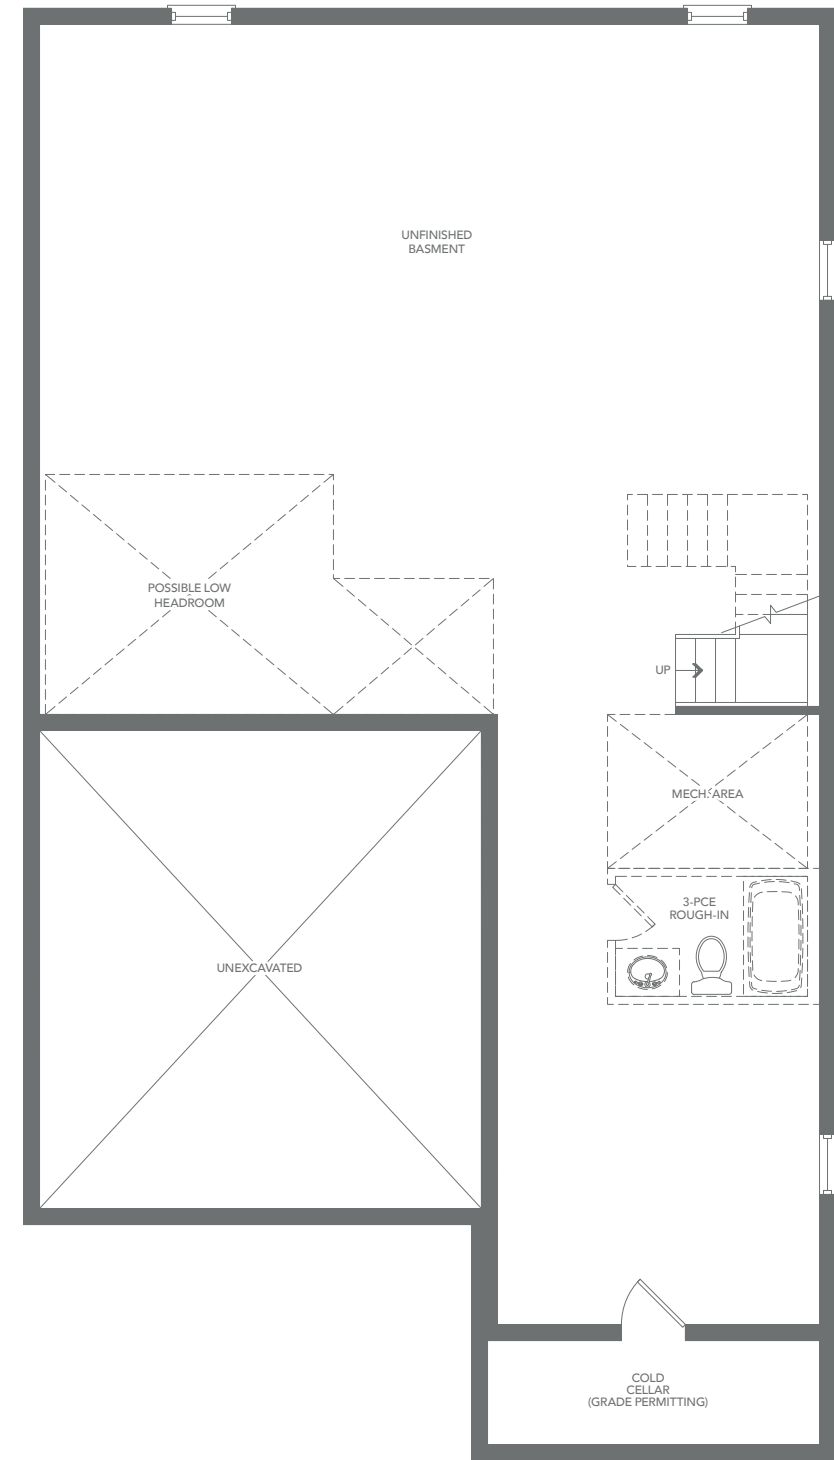 UNFINISHED
BASMENT
POSSIBLE LOW
HEADROOM
UP
MECH. AREA
3-PCE
ROUGH-IN
UNEXCAVATED
COLD
CELLAR
(GRADE PERMITTING)